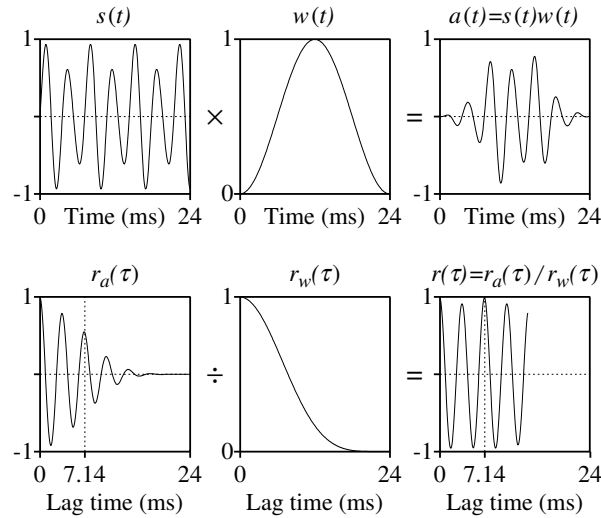 s(t)
1
-1
0 Time (ms) 24
×
w(t)
1
0
0 Time (ms) 24
=
a(t)=s(t)w(t)
1
-1
0 Time (ms) 24
r_a(τ)
1
-1
0 7.14 24
Lag time (ms)
÷
r_w(τ)
1
0
0 24
Lag time (ms)
=
r(τ)=r_a(τ)/r_w(τ)
1
-1
0 7.14 24
Lag time (ms)